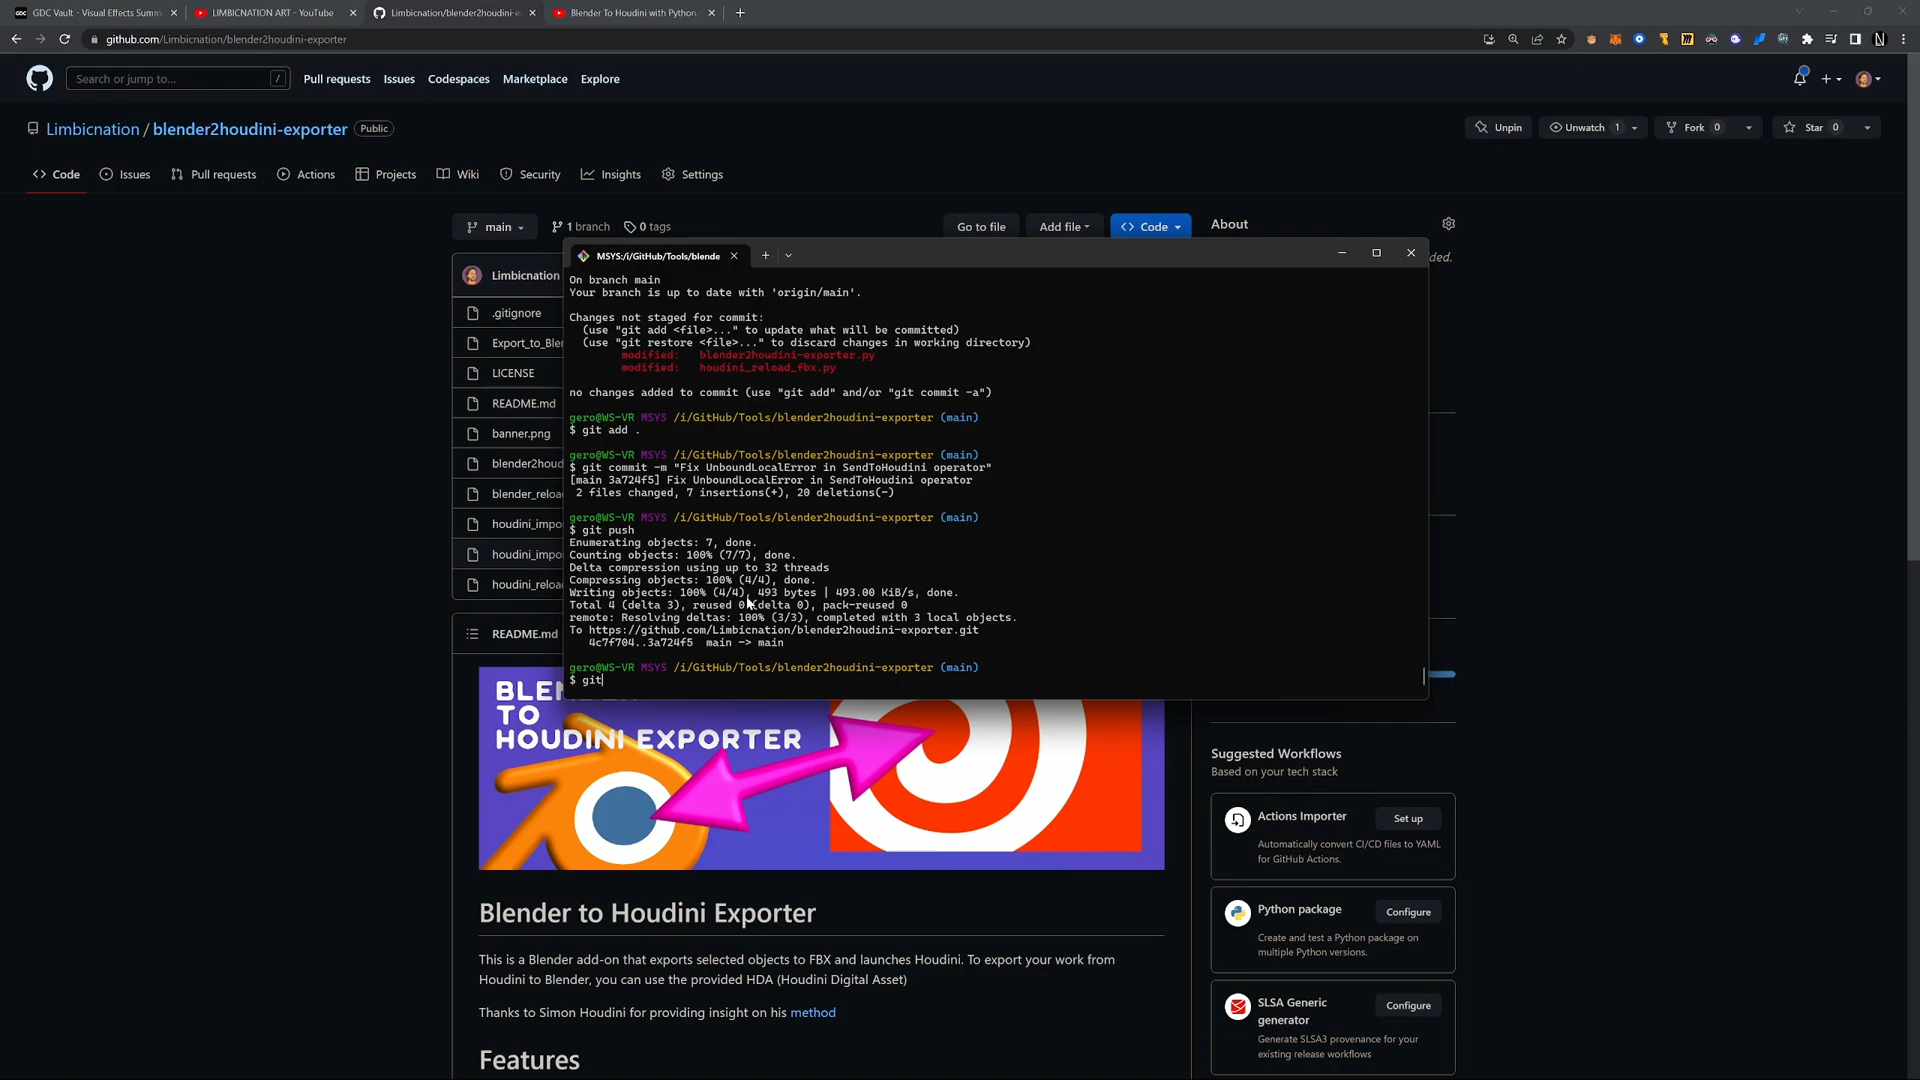 GDC Vault - Visual Effects Summ
LIMBICNATION ART - YouTube
Limbicnation/blender2houdini-e
Blender To Houdini with Python,
github.com/Limbicnation/blender2houdini-exporter
Search or jump to...
/
Pull requests
Issues
Codespaces
Marketplace
Explore
Limbicnation / blender2houdini-exporter
Public
Unpin
Unwatch 1
Fork 0
Star 0
Code
Issues
Pull requests
Actions
Projects
Wiki
Security
Insights
Settings
main
1 branch
0 tags
Go to file
Add file
Code
About
ded.
Limbicnation
.gitignore
Export_to_Ble
LICENSE
README.md
banner.png
blender2houd
blender_reloa
houdini_impo
houdini_impo
houdini_reloa
README.md
MSYS:/i/GitHub/Tools/blende
On branch main
Your branch is up to date with 'origin/main'.
Changes not staged for commit:
(use "git add <file>..." to update what will be committed)
(use "git restore <file>..." to discard changes in working directory)
modified: blender2houdini-exporter.py
modified: houdini_reload_fbx.py
no changes added to commit (use "git add" and/or "git commit -a")
gero@WS-VR MSYS /i/GitHub/Tools/blender2houdini-exporter (main)
$ git add .
gero@WS-VR MSYS /i/GitHub/Tools/blender2houdini-exporter (main)
$ git commit -m "Fix UnboundLocalError in SendToHoudini operator"
[main 3a724f5] Fix UnboundLocalError in SendToHoudini operator
2 files changed, 7 insertions(+), 20 deletions(-)
gero@WS-VR MSYS /i/GitHub/Tools/blender2houdini-exporter (main)
$ git push
Enumerating objects: 7, done.
Counting objects: 100% (7/7), done.
Delta compression using up to 32 threads
Compressing objects: 100% (4/4), done.
Writing objects: 100% (4/4), 493 bytes | 493.00 KiB/s, done.
Total 4 (delta 3), reused 0 (delta 0), pack-reused 0
remote: Resolving deltas: 100% (3/3), completed with 3 local objects.
To https://github.com/Limbicnation/blender2houdini-exporter.git
4c7f704..3a724f5 main -> main
gero@WS-VR MSYS /i/GitHub/Tools/blender2houdini-exporter (main)
$ git
TO
HOUDINI EXPORTER
Blender to Houdini Exporter
This is a Blender add-on that exports selected objects to FBX and launches Houdini. To export your work from
Houdini to Blender, you can use the provided HDA (Houdini Digital Asset)
Thanks to Simon Houdini for providing insight on his method
Features
Suggested Workflows
Based on your tech stack
Actions Importer
Set up
Automatically convert CI/CD files to YAML
for GitHub Actions.
Python package
Configure
Create and test a Python package on
multiple Python versions.
SLSA Generic
generator
Configure
Generate SLSA3 provenance for your
existing release workflows